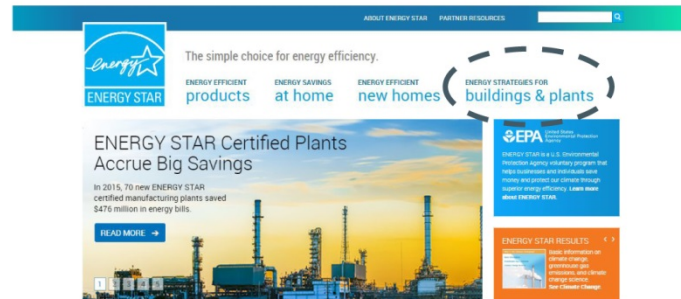 ABOUT ENERGY STAR PARTNER RESOURCES
energy
ENERGY STAR
The simple choice for energy efficiency.
ENERGY EFFICIENT
products
ENERGY SAVINGS
at home
ENERGY EFFICIENT
new homes
ENERGY STRATEGIES FOR
buildings & plants
ENERGY STAR Certified Plants
Accrue Big Savings
In 2015, 70 new ENERGY STAR
certified manufacturing plants saved
$476 million in energy bills.
READ MORE →
1 2 3 4 5
EPA United States
Environmental Protection
Agency
ENERGY STAR is a U.S. Environmental
Protection Agency voluntary program that
helps businesses and individuals save
money and protect our climate through
superior energy efficiency. Learn more
about ENERGY STAR.
ENERGY STAR RESULTS < >
Basic information on
climate change,
greenhouse gas
emissions, and climate
change science.
See Climate Change